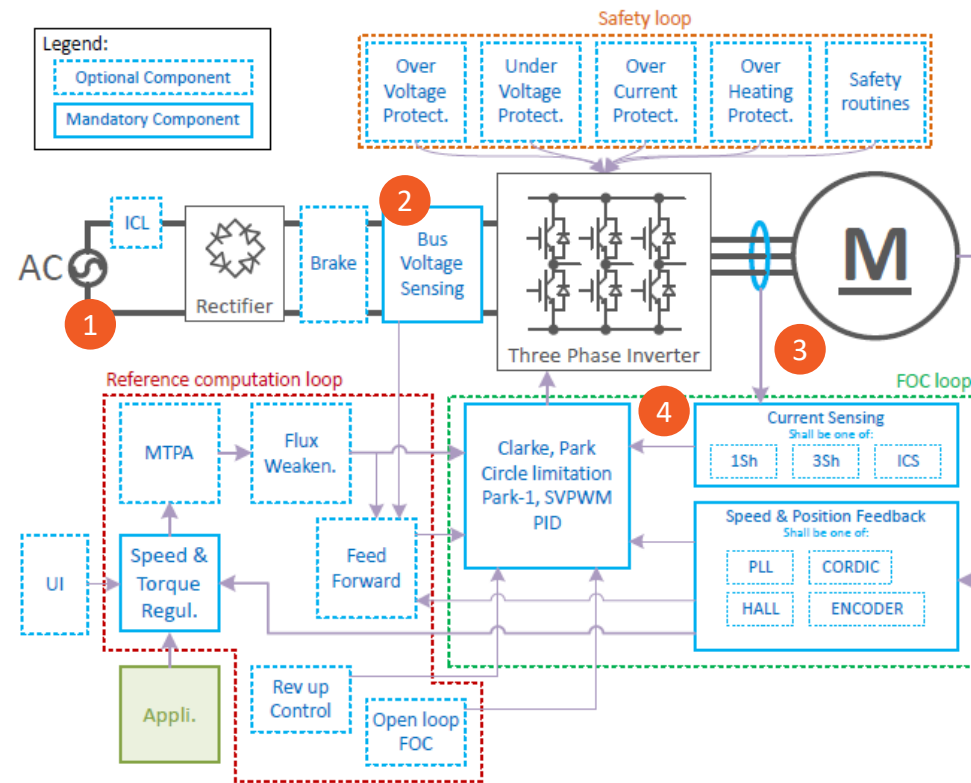 Safety loop
Legend:
Optional Component
Mandatory Component
Over
Voltage
Protect.
Under
Voltage
Protect.
Over
Current
Protect.
Over
Heating
Protect.
Safety
routines
ICL
AC
1
Rectifier
Brake
2
Bus
Voltage
Sensing
Three Phase Inverter
M
3
Reference computation loop
FOC loop
MTPA
Flux
Weaken.
4
Clarke, Park
Circle limitation
Park-1, SVPWM
PID
Current Sensing
Shall be one of:
1Sh
3Sh
ICS
Speed & Position Feedback
Shall be one of:
PLL
CORDIC
HALL
ENCODER
UI
Speed &
Torque
Regul.
Feed
Forward
Appli.
Rev up
Control
Open loop
FOC